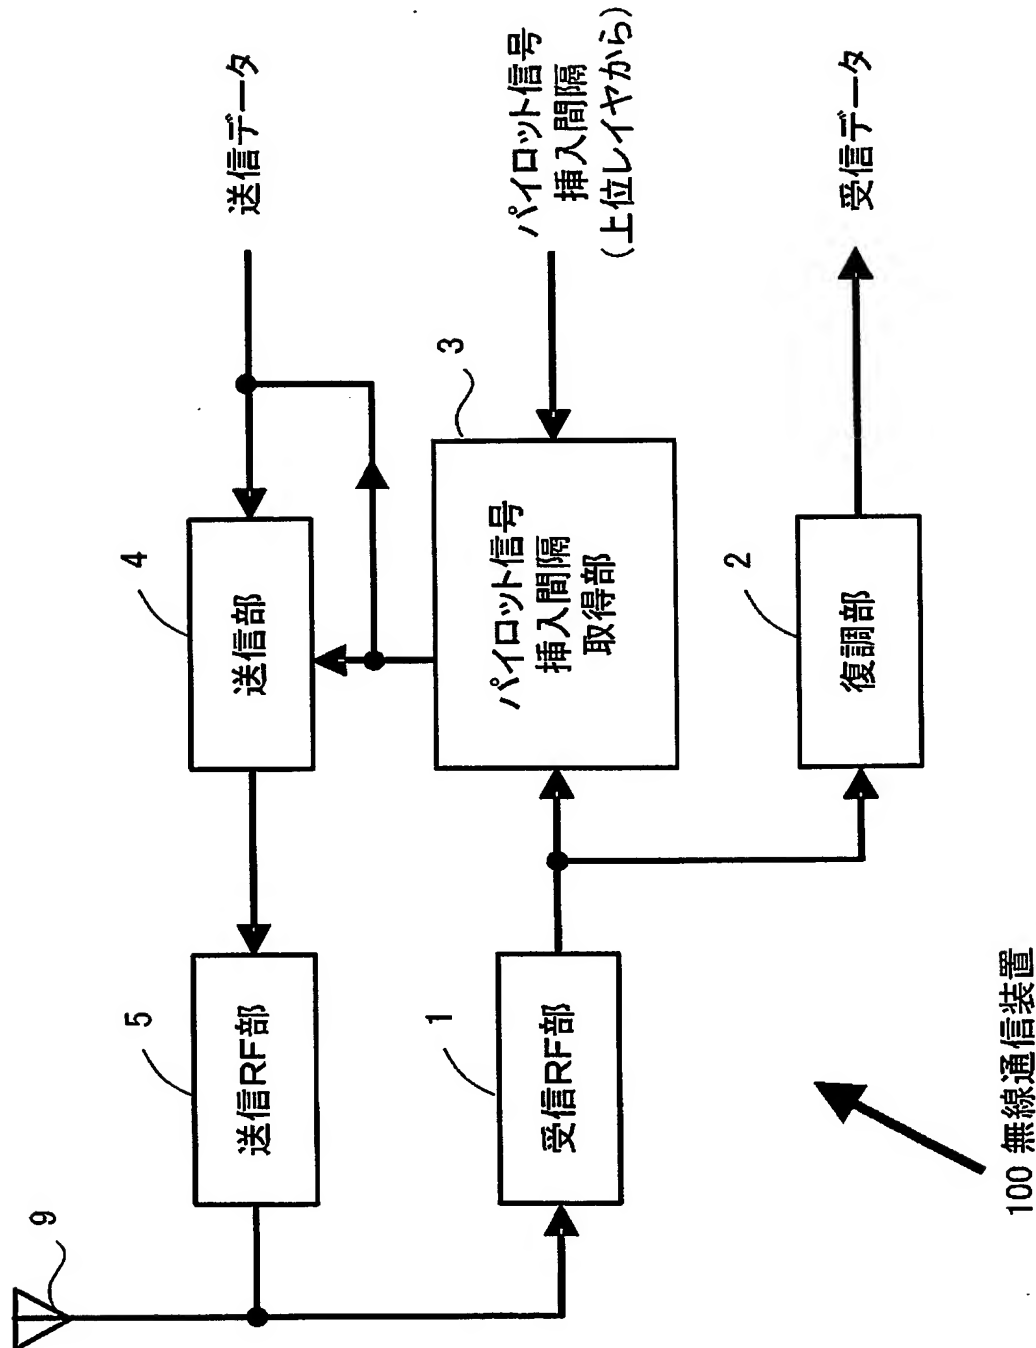 9
5
送信RF部
4
送信部
送信データ
1
受信RF部
3
パイロット信号
挿入間隔
取得部
パイロット信号
挿入間隔
(上位レイヤから)
2
復調部
受信データ
100 無線通信装置